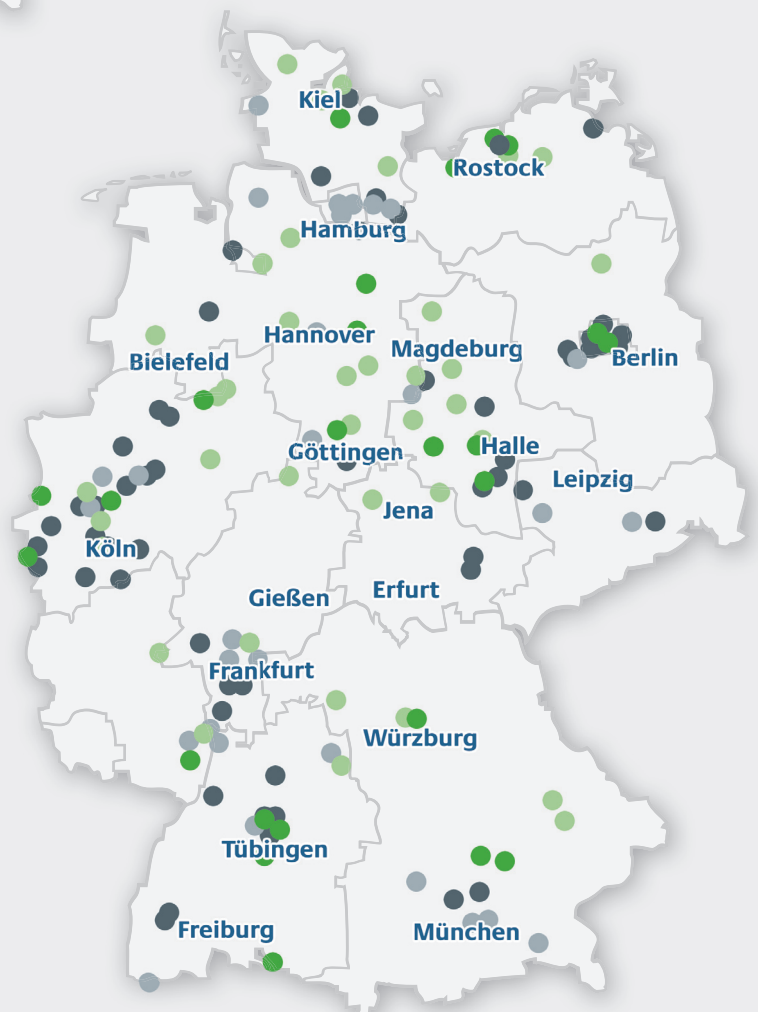 Kiel
Rostock
Hamburg
Hannover
Magdeburg
Bielefeld
Berlin
Göttingen
Halle
Leipzig
Jena
Köln
Erfurt
Gießen
Frankfurt
Würzburg
Tübingen
Freiburg
München